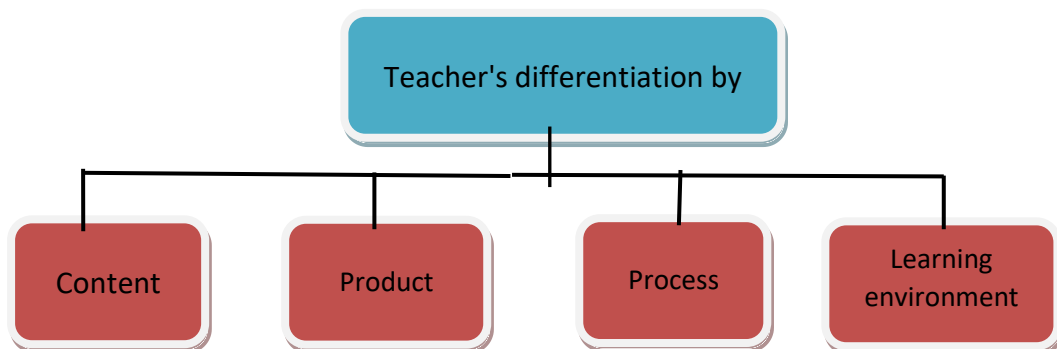 Teacher's differentiation by
Content
Product
Process
Learning
environment